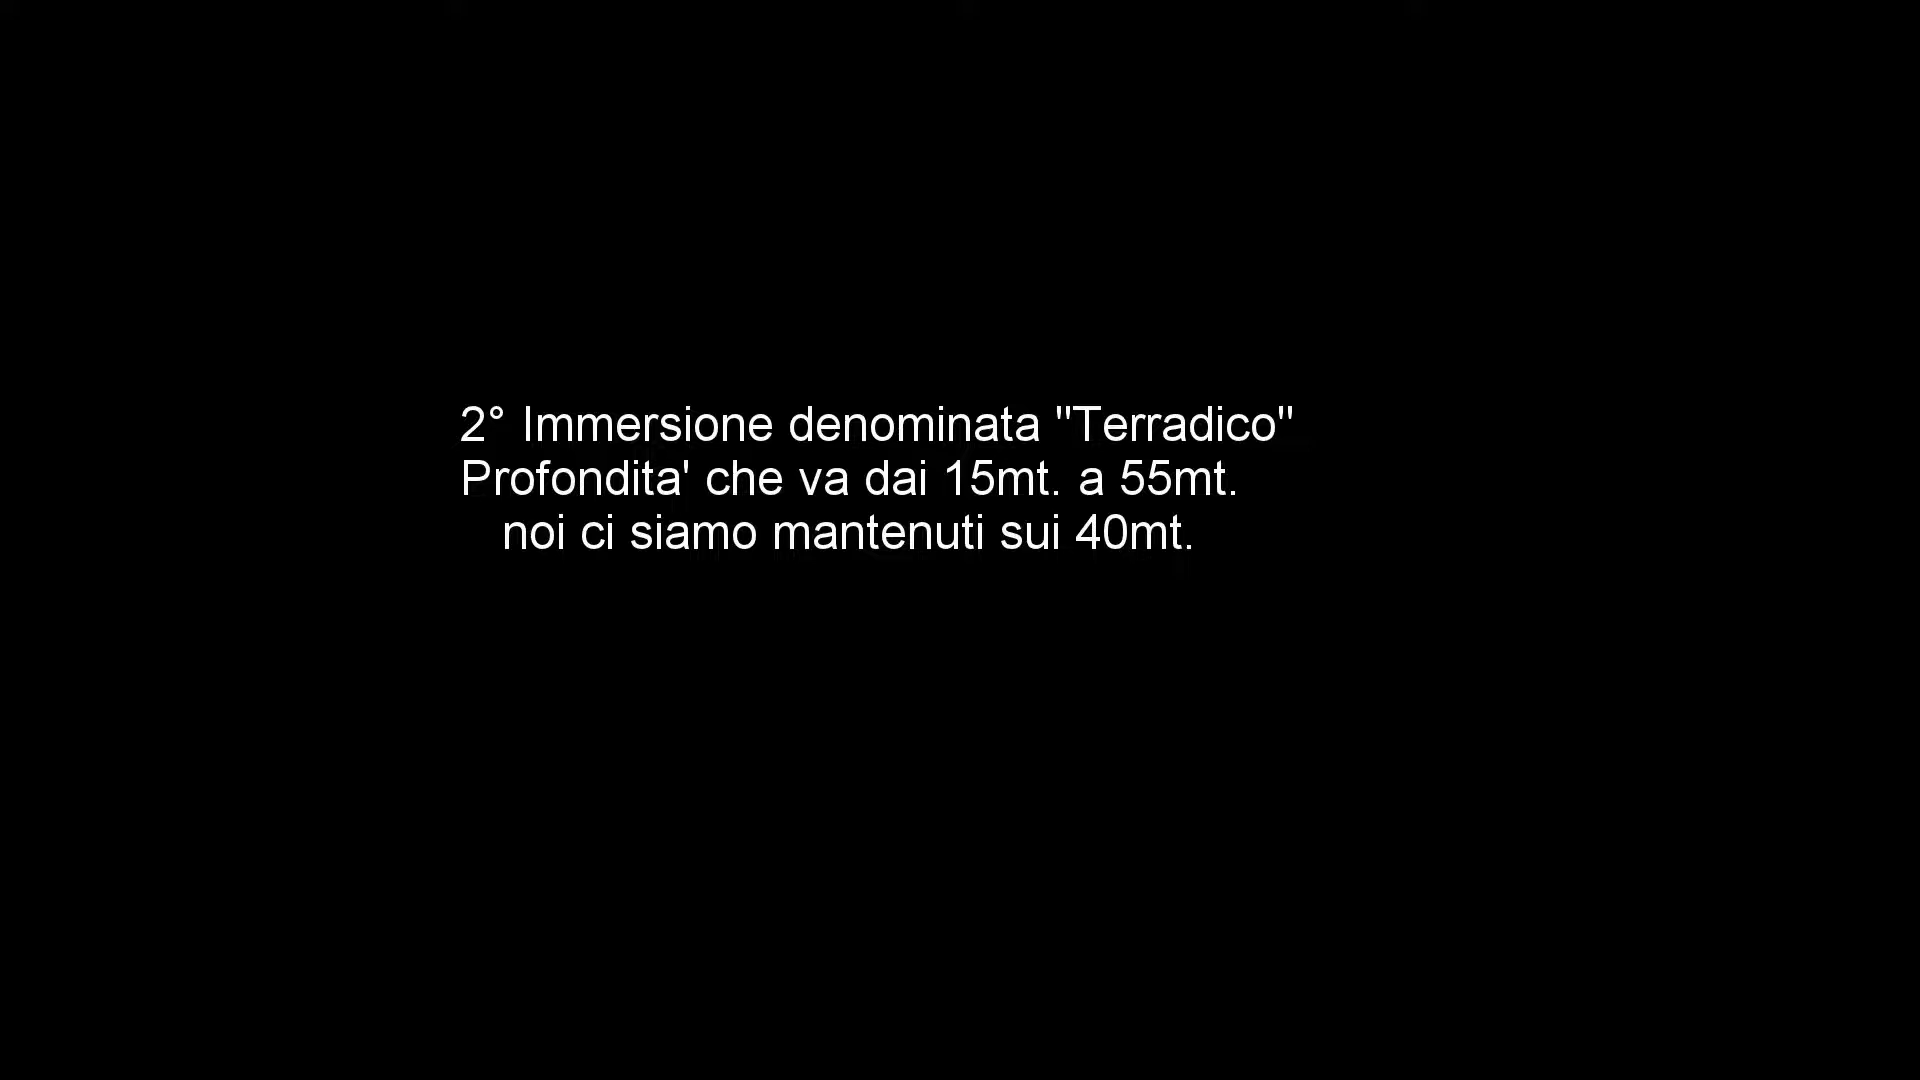 2° Immersione denominata "Terradico"
Profondita' che va dai 15mt. a 55mt.
noi ci siamo mantenuti sui 40mt.